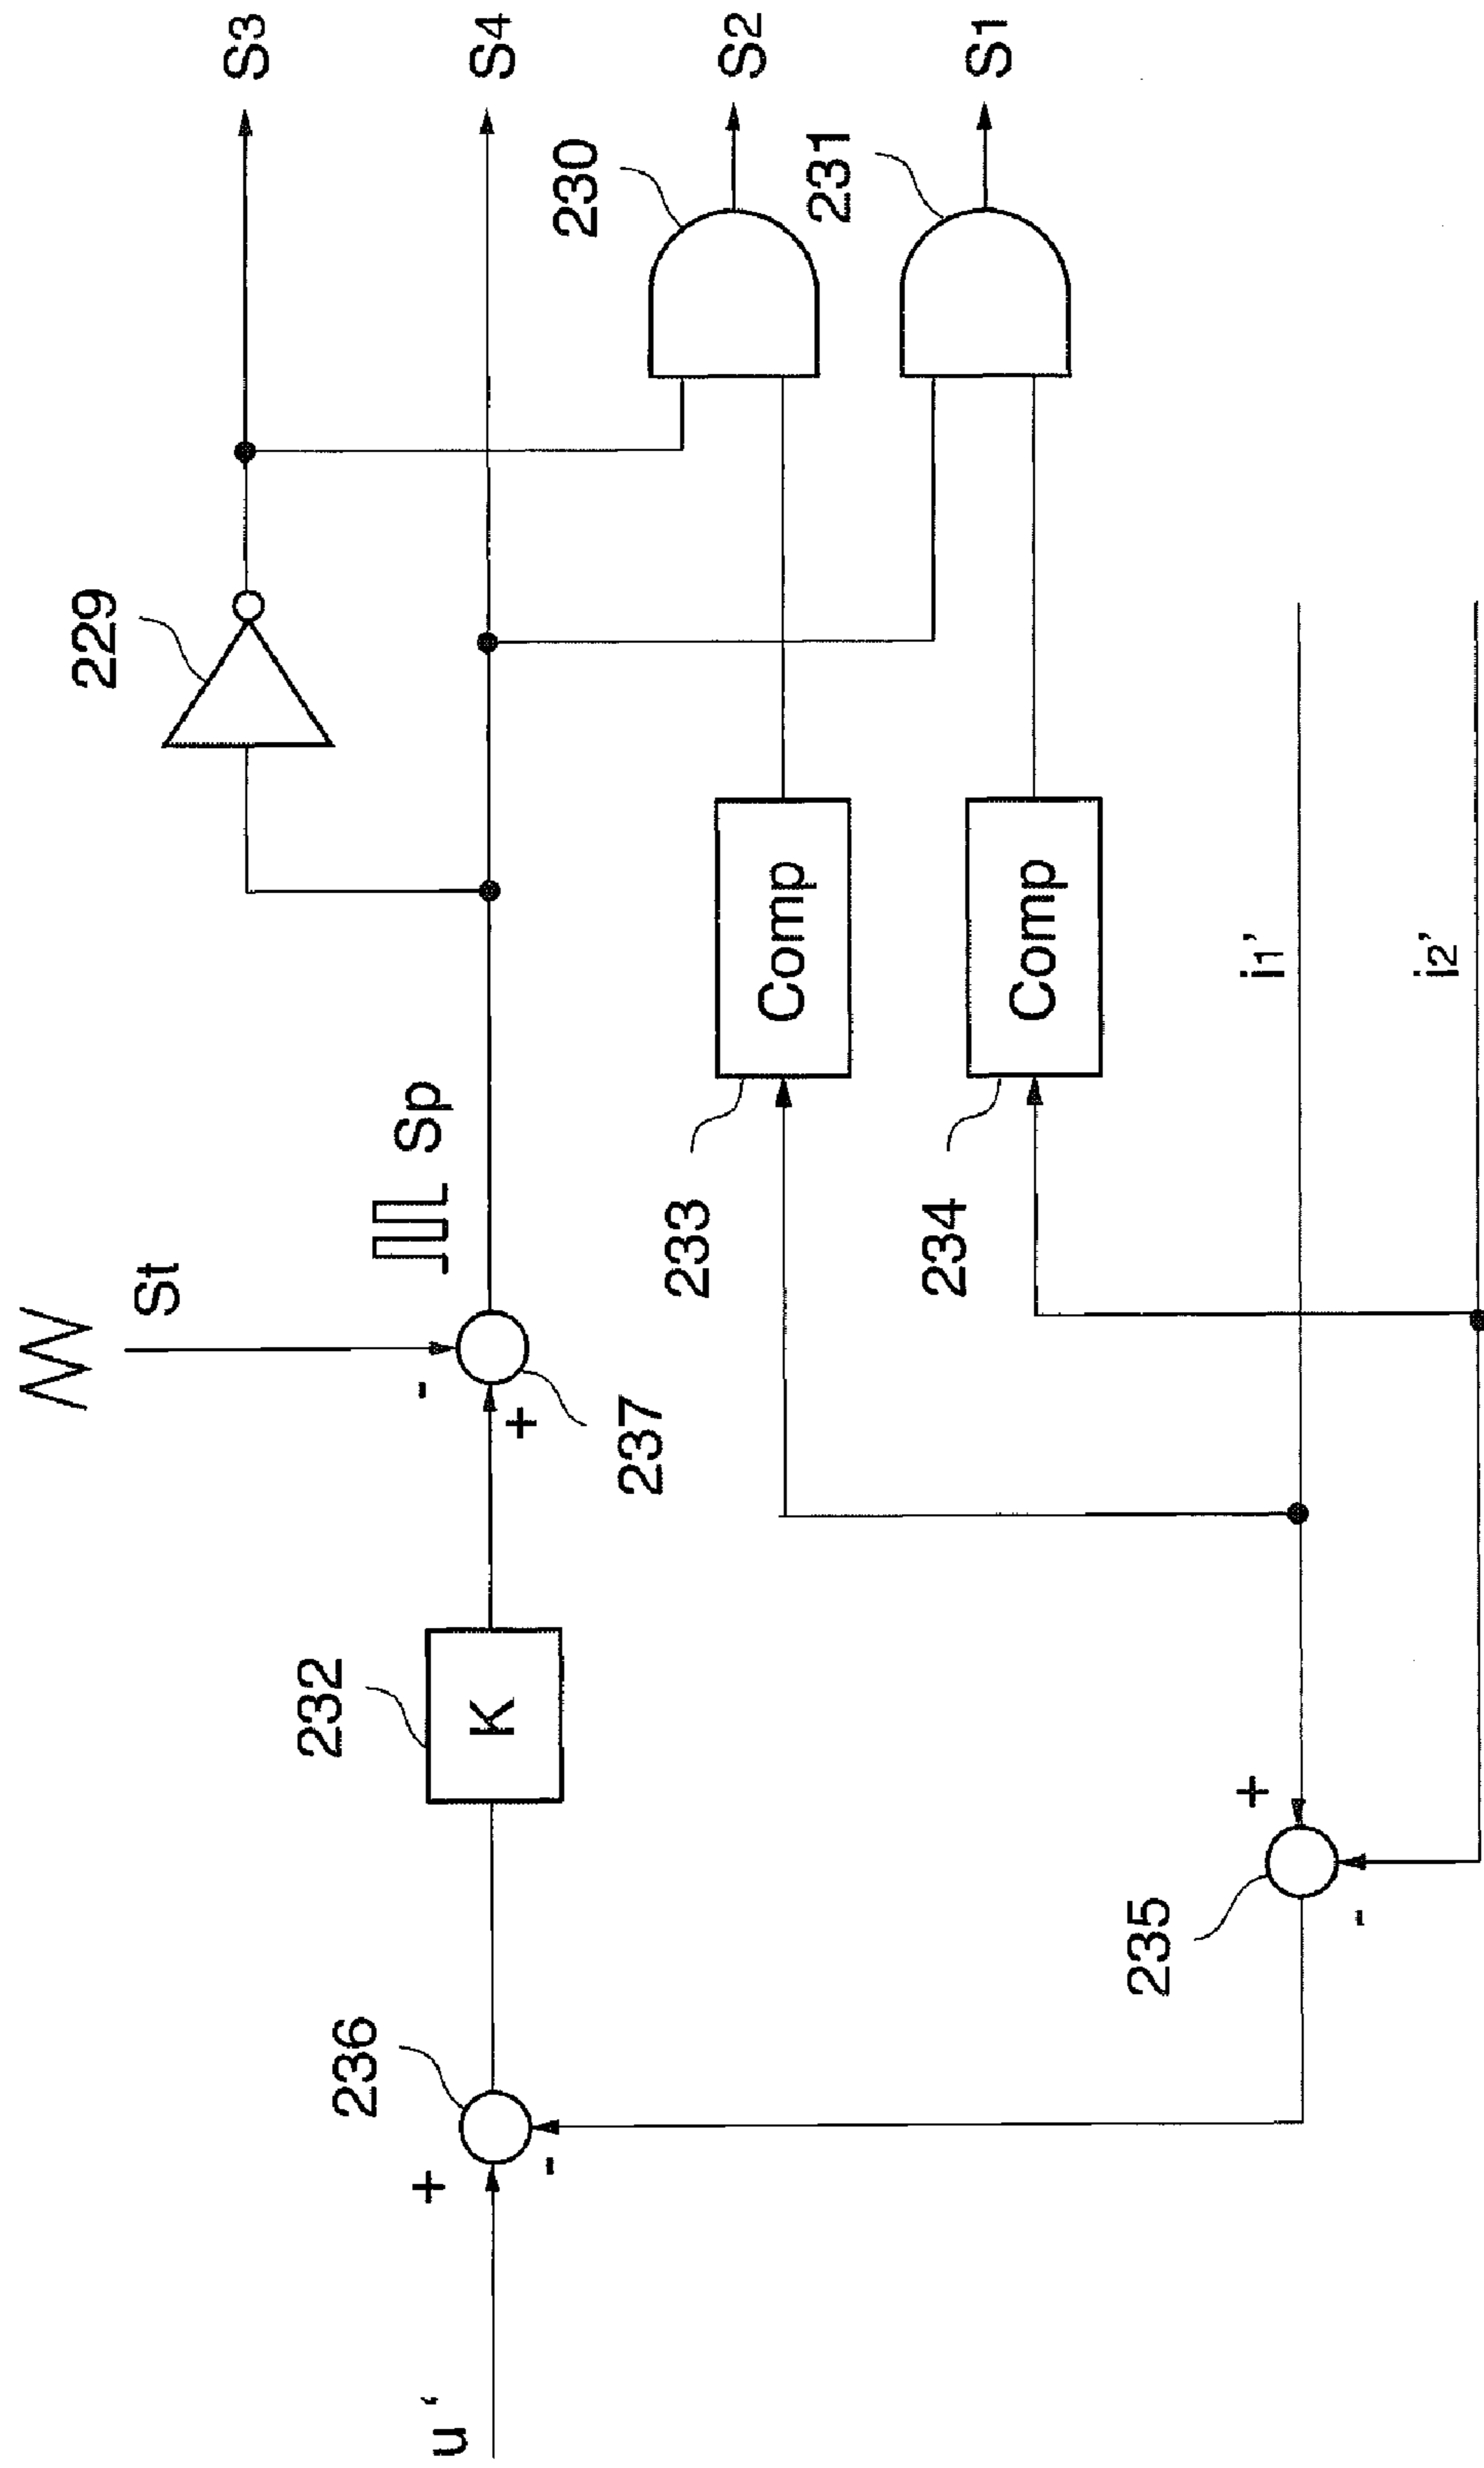 u‘
+
-
236
232
K
+
-
237
St
Sp
229
S3
S4
230
S2
231
S1
233
Comp
234
Comp
i1’
i2’
+
-
235